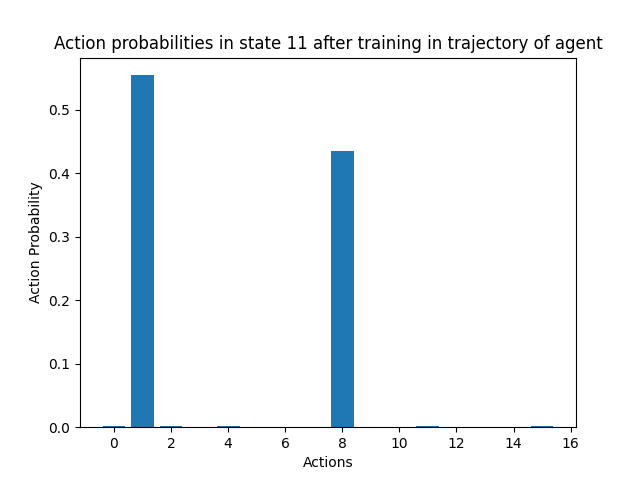 Action probabilities in state 11 after training in trajectory of agent
0.5
0.4
0.3
0.2
0.1
0.0
Action Probability
0 2 4 6 8 10 12 14 16
Actions